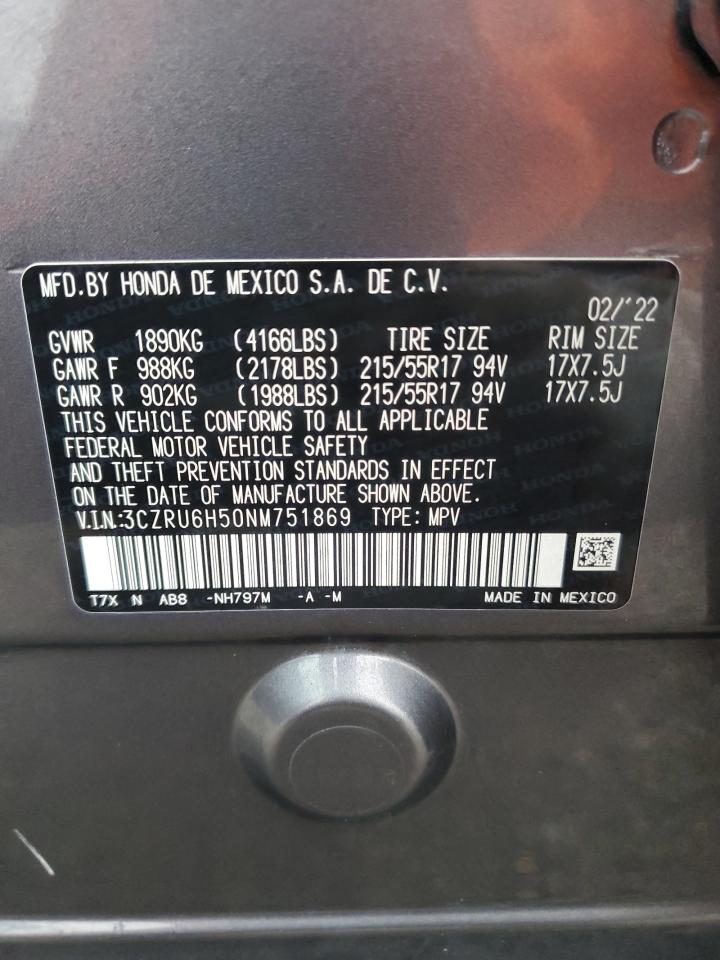 MFD.BY HONDA DE MEXICO S.A. DE C.V.
02/'22
GVWR 1890KG (4166LBS) TIRE SIZE RIM SIZE
GAWR F 988KG (2178LBS) 215/55R17 94V 17X7.5J
GAWR R 902KG (1988LBS) 215/55R17 94V 17X7.5J
THIS VEHICLE CONFORMS TO ALL APPLICABLE
FEDERAL MOTOR VEHICLE SAFETY
AND THEFT PREVENTION STANDARDS IN EFFECT
ON THE DATE OF MANUFACTURE SHOWN ABOVE.
V.I.N.:3CZRU6H50NM751869 TYPE: MPV
T7X N AB8 -NH797M -A -M MADE IN MEXICO